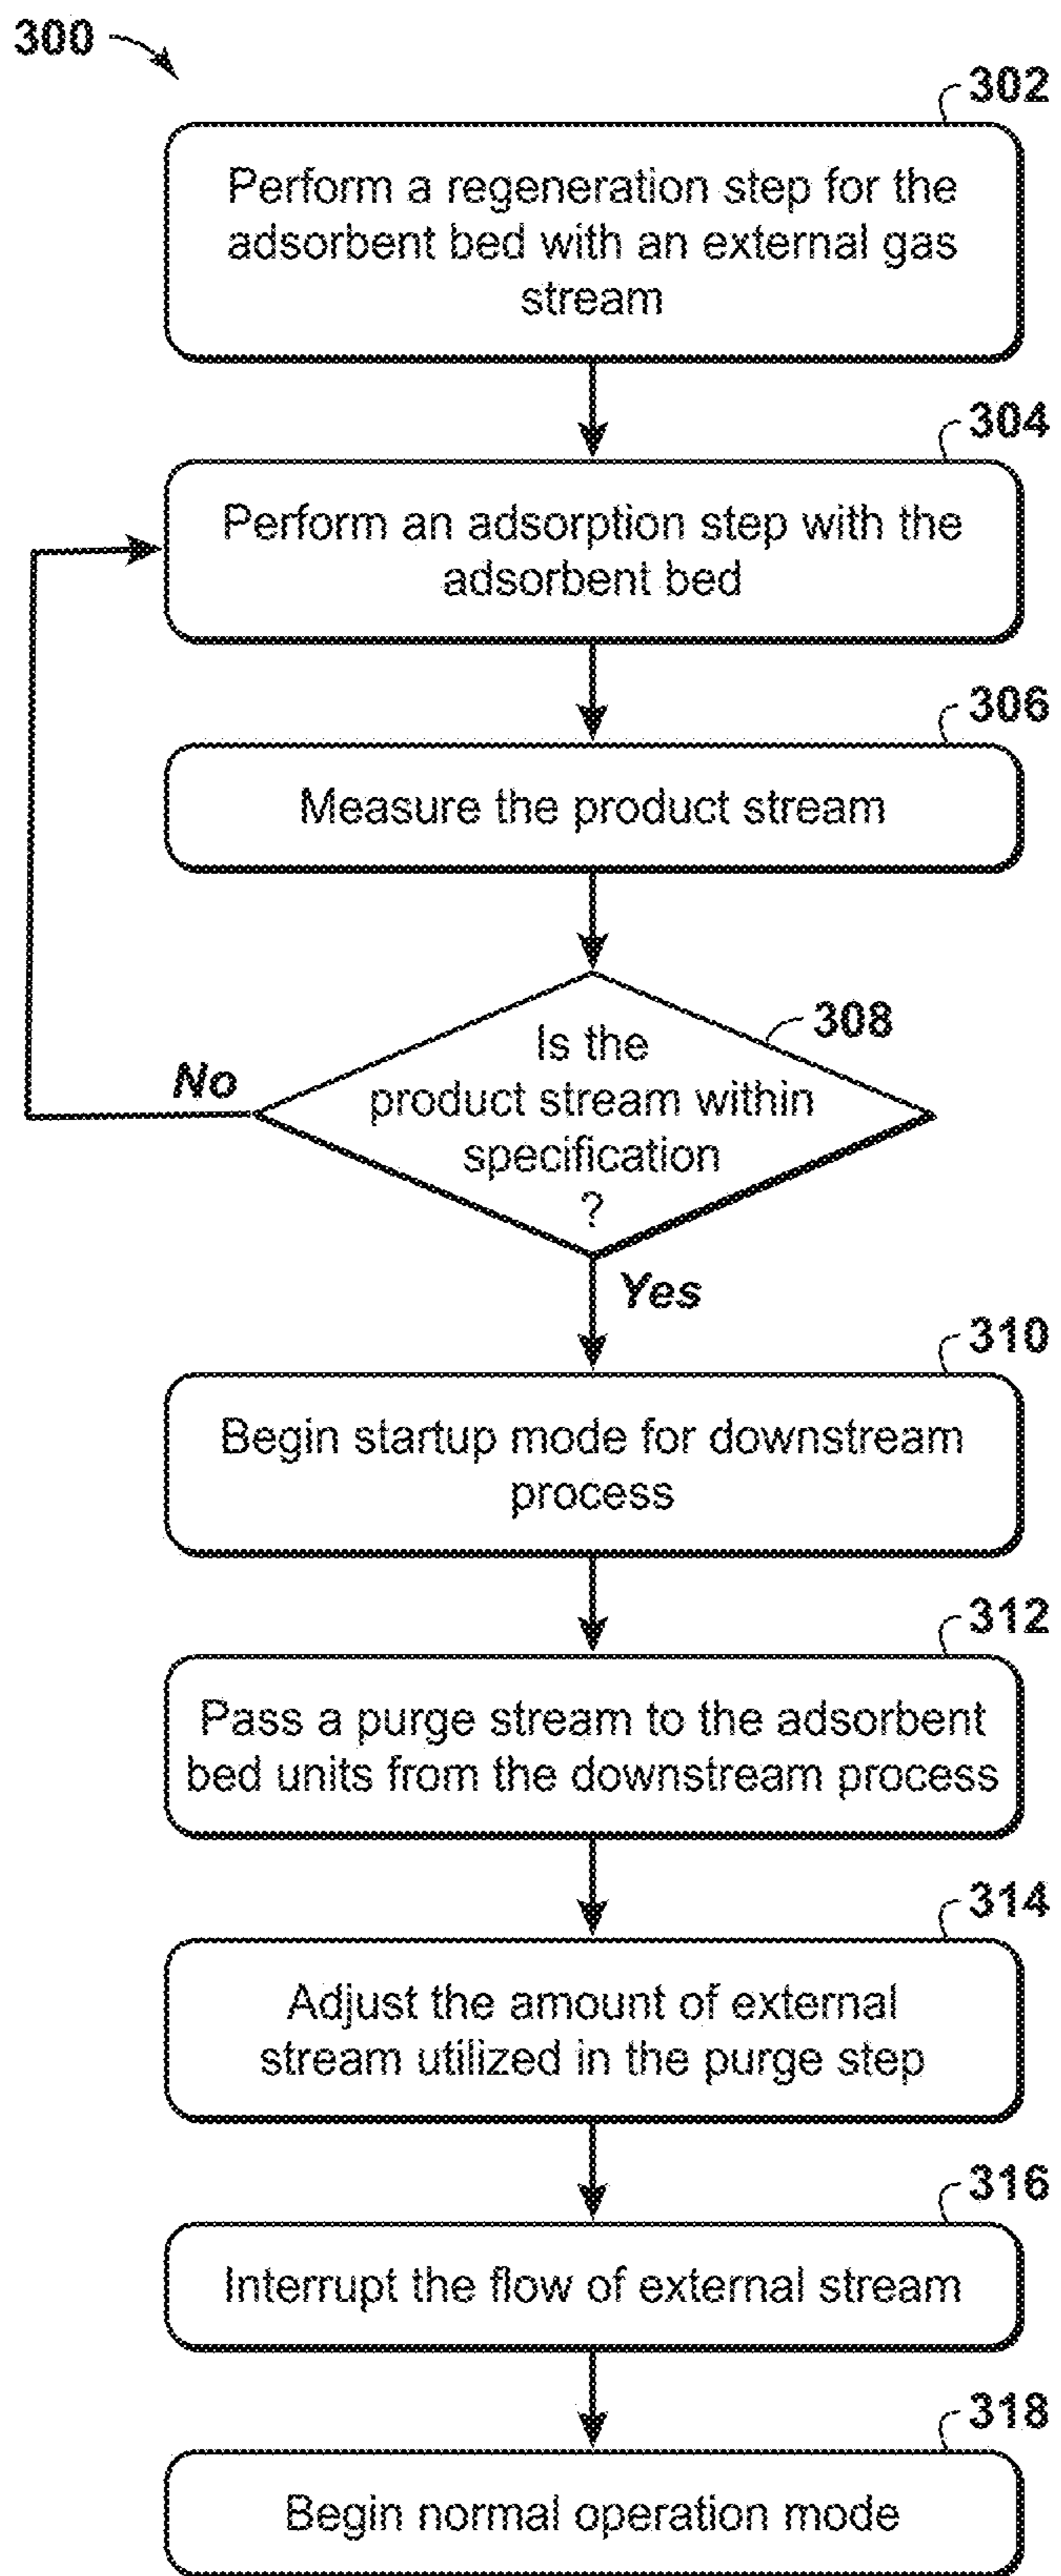 300
302
Perform a regeneration step for the
adsorbent bed with an external gas
stream
304
Perform an adsorption step with the
adsorbent bed
306
Measure the product stream
308
Is the
product stream within
specification
?
No
Yes
310
Begin startup mode for downstream
process
312
Pass a purge stream to the adsorbent
bed units from the downstream process
314
Adjust the amount of external
stream utilized in the purge step
316
Interrupt the flow of external stream
318
Begin normal operation mode